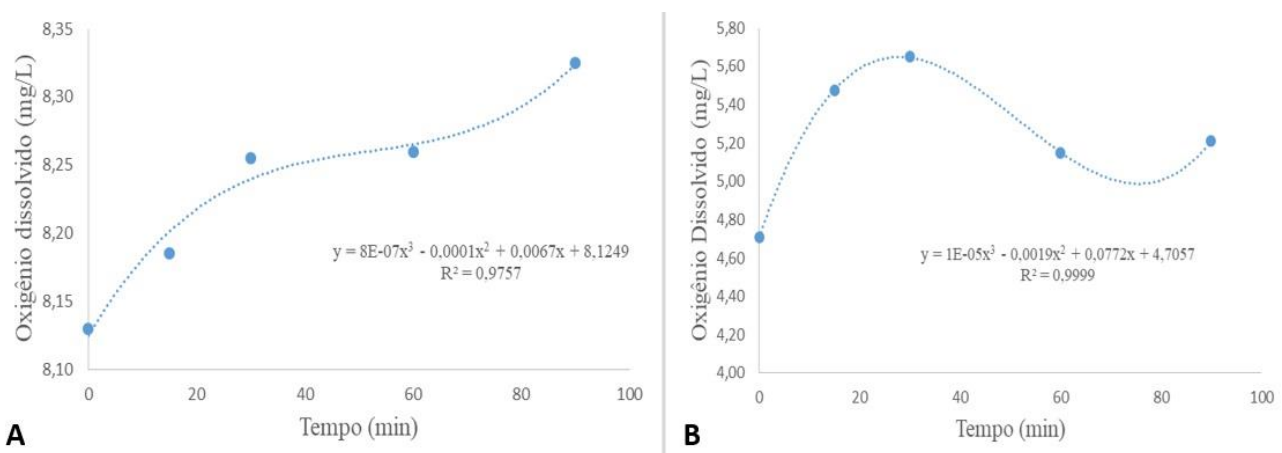 Oxigênio dissolvido (mg/L)
8,35
8,30
8,25
8,20
8,15
8,10
0
20
40
60
80
100
Tempo (min)
y = 8E-07x³ - 0,0001x² + 0,0067x + 8,1249
R² = 0,9757
A
Oxigênio Dissolvido (mg/L)
5,80
5,60
5,40
5,20
5,00
4,80
4,60
4,40
4,20
4,00
0
20
40
60
80
100
Tempo (min)
y = 1E-05x³ - 0,0019x² + 0,0772x + 4,7057
R² = 0,9999
B